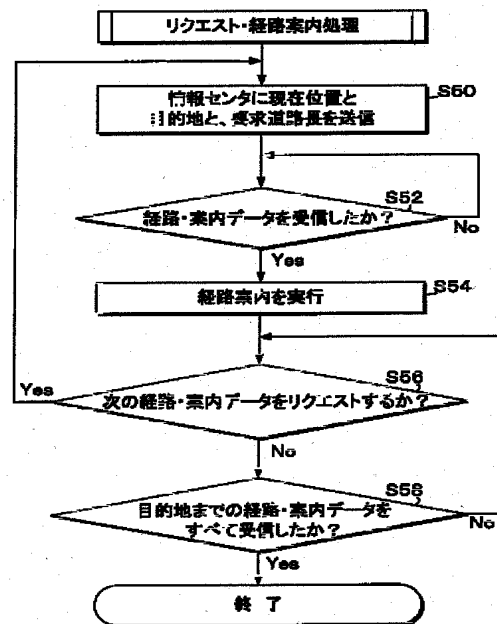 リクエスト・経路案内処理
S50
情報センタに現在位置と
目的地と、要求道路長を送信
S52
経路・案内データを受信したか?
No
Yes
S54
経路案内を実行
S56
Yes
次の経路・案内データをリクエストするか?
No
S58
目的地までの経路・案内データを
すべて受信したか?
No
Yes
終了